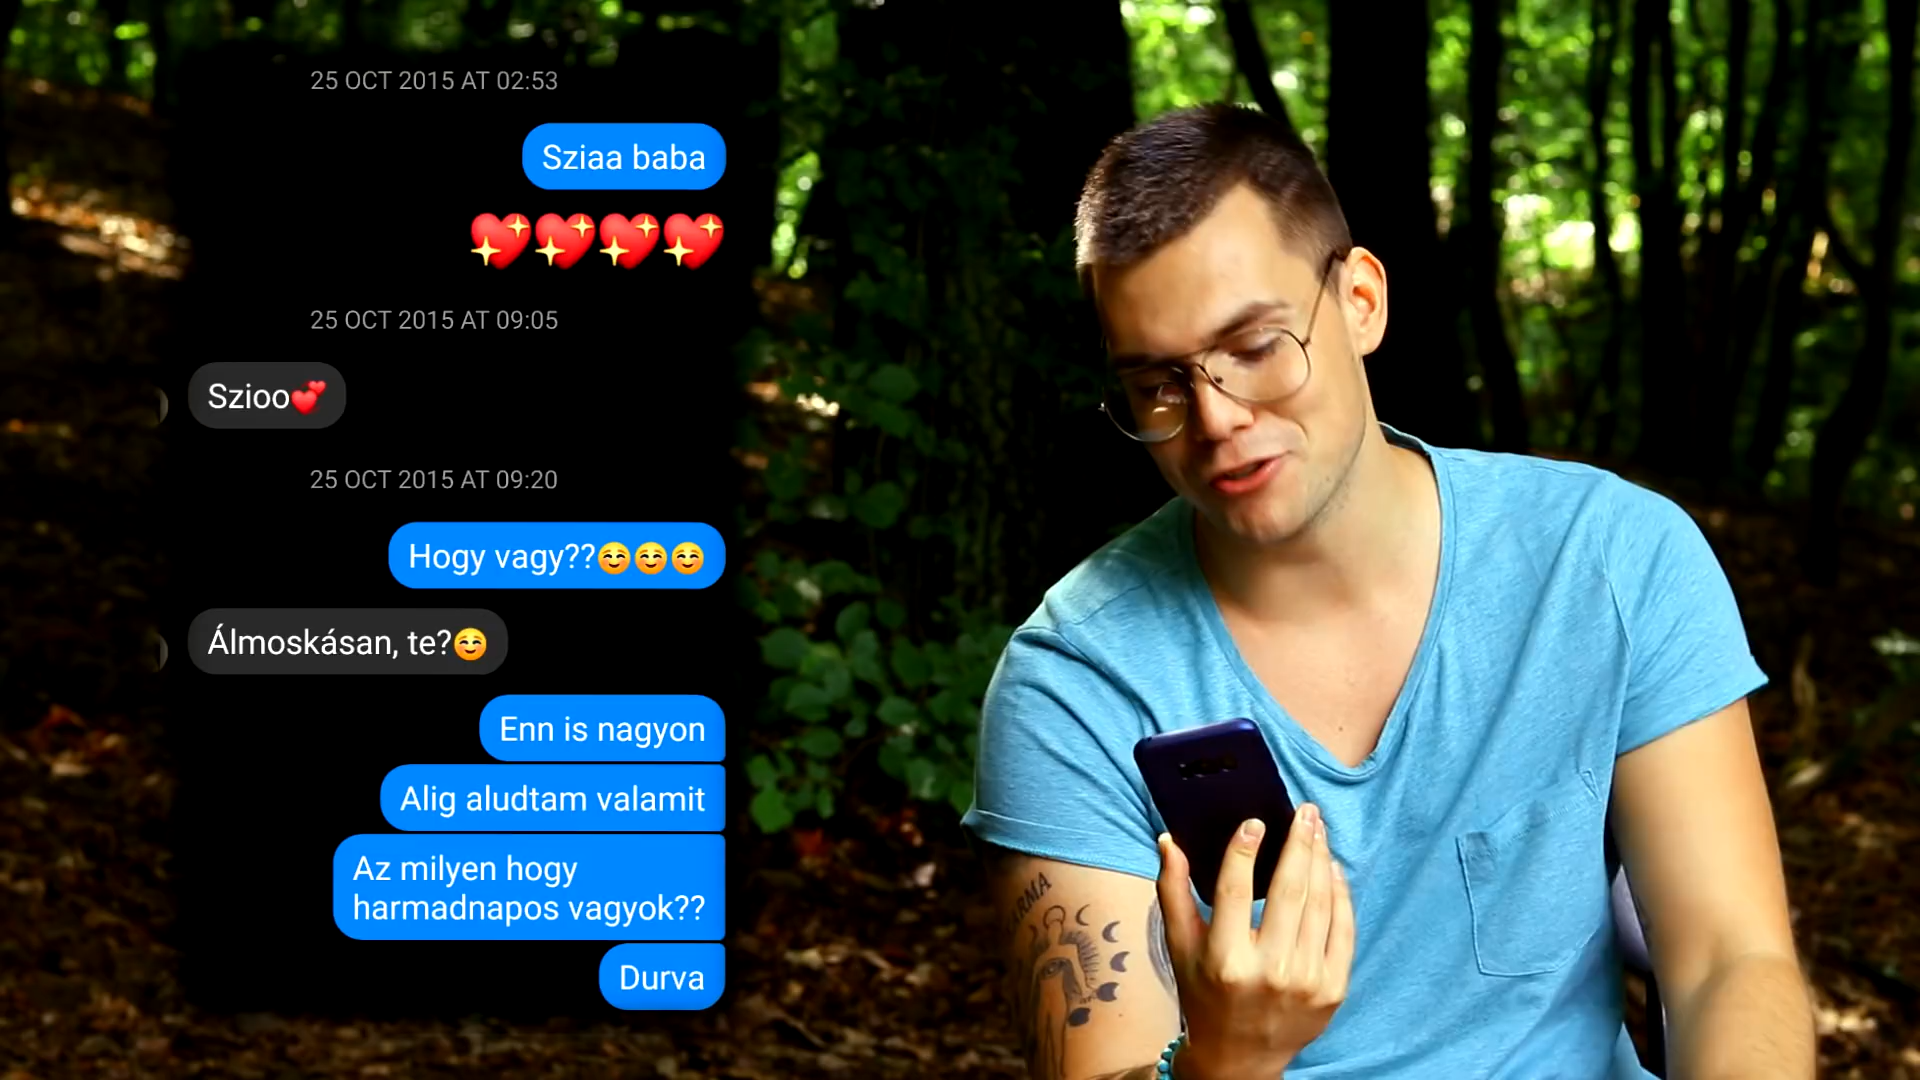 25 OCT 2015 AT 02:53
Sziaa baba
💖💖💖💖
25 OCT 2015 AT 09:05
Szioo💕
25 OCT 2015 AT 09:20
Hogy vagy??☺️☺️☺️
Álmoskásan, te?☺️
Enn is nagyon
Alig aludtam valamit
Az milyen hogy
harmadnapos vagyok??
Durva
ARMA